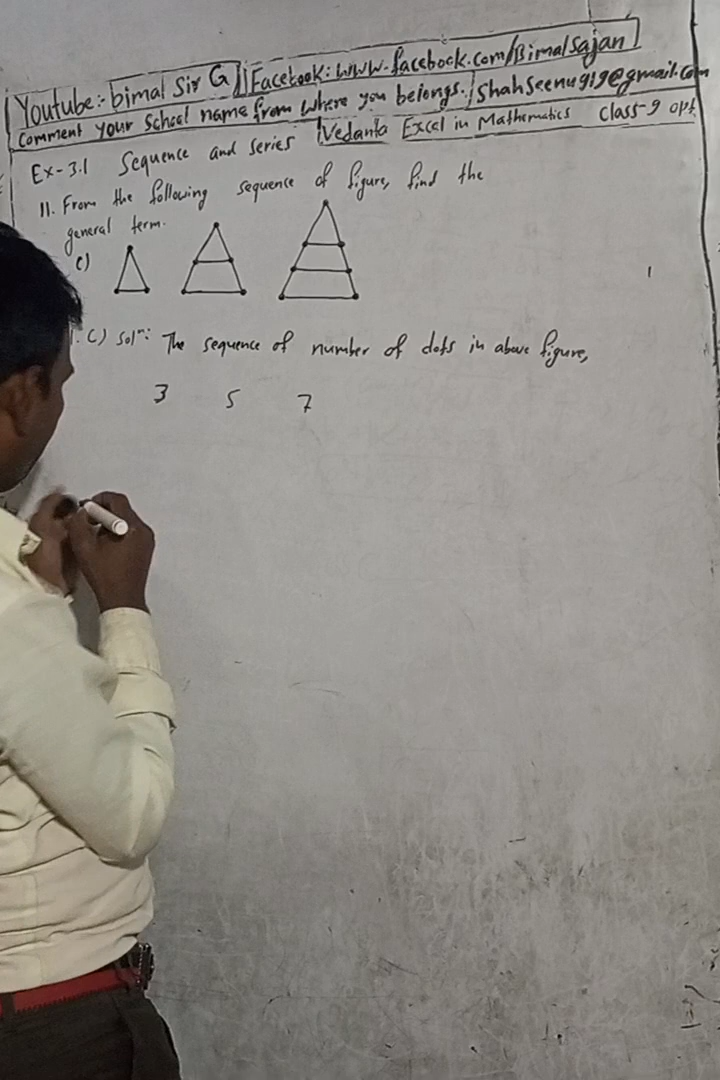 Youtube:- bimal Sir G || Facebook: www.facebook.com/Bimalsajan
Comment your School name from where you belongs. | Shahseenu919@gmail.com
Ex-3.1 Sequence and series | Vedanta Excel in Mathematics Class-9 opt.
11. From the following sequence of figure, find the
general term.
c)
. c) Solⁿ: The sequence of number of dots in above figure,
3 5 7